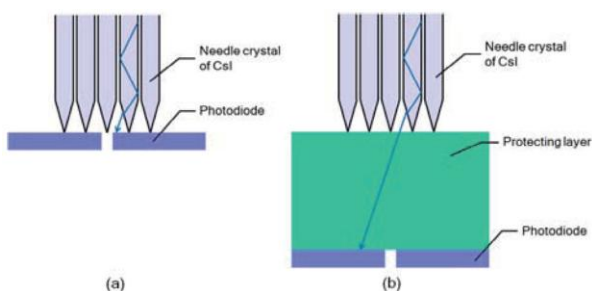 Needle crystal
of CsI
Photodiode
(a)
Needle crystal
of CsI
Protecting layer
Photodiode
(b)